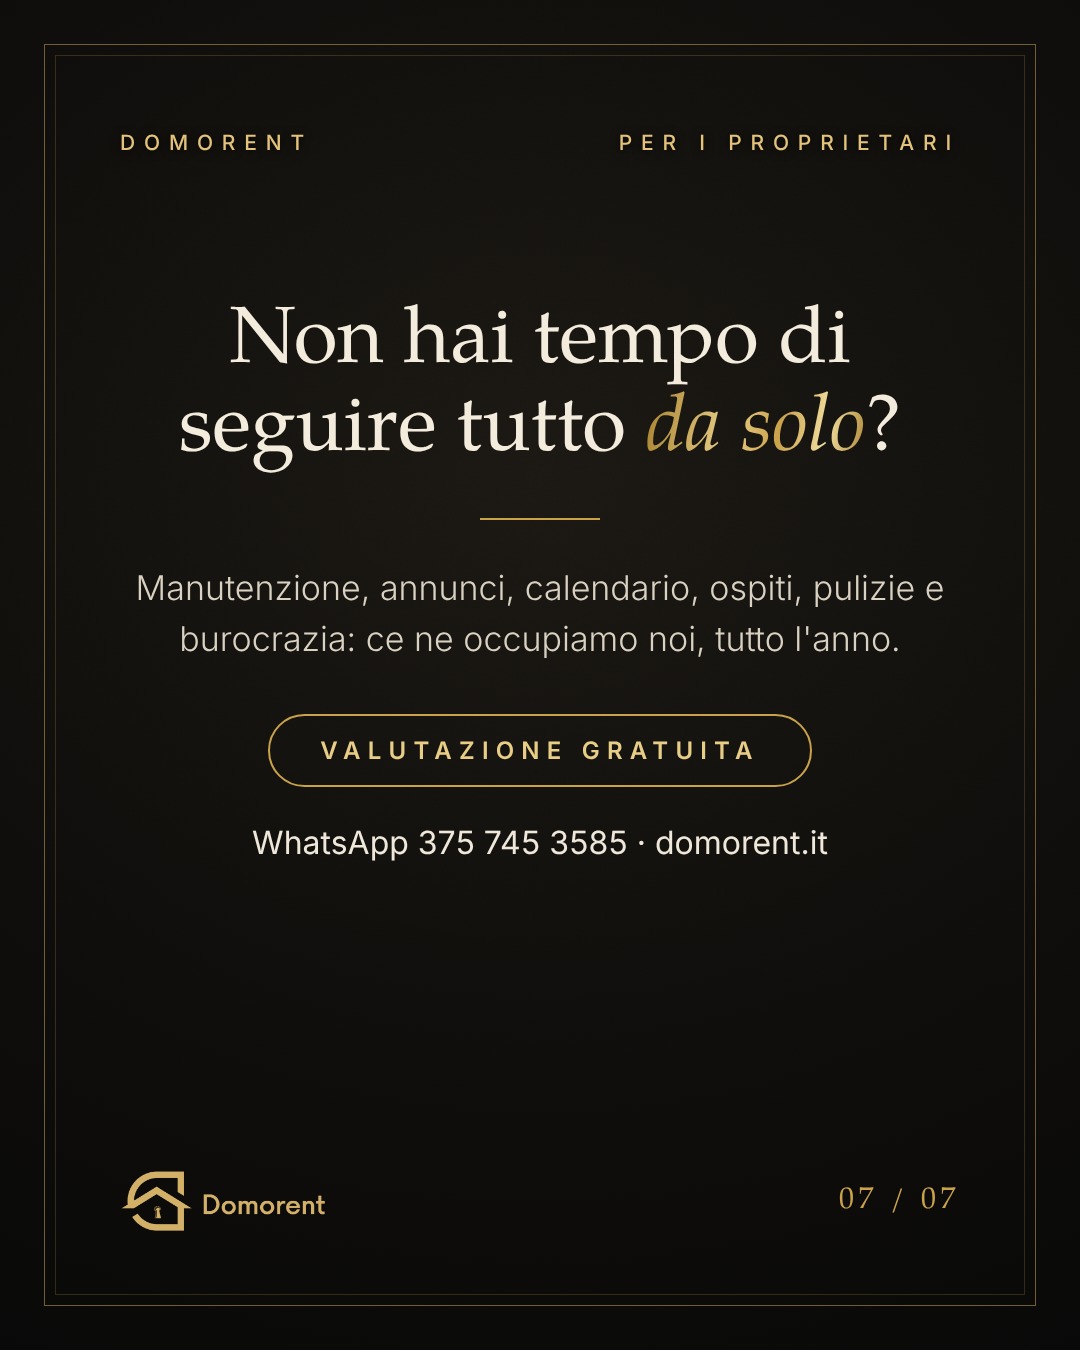 DOMORENT
PER I PROPRIETARI
Non hai tempo di
seguire tutto da solo?
Manutenzione, annunci, calendario, ospiti, pulizie e
burocrazia: ce ne occupiamo noi, tutto l'anno.
VALUTAZIONE GRATUITA
WhatsApp 375 745 3585 · domorent.it
Domorent
07 / 07